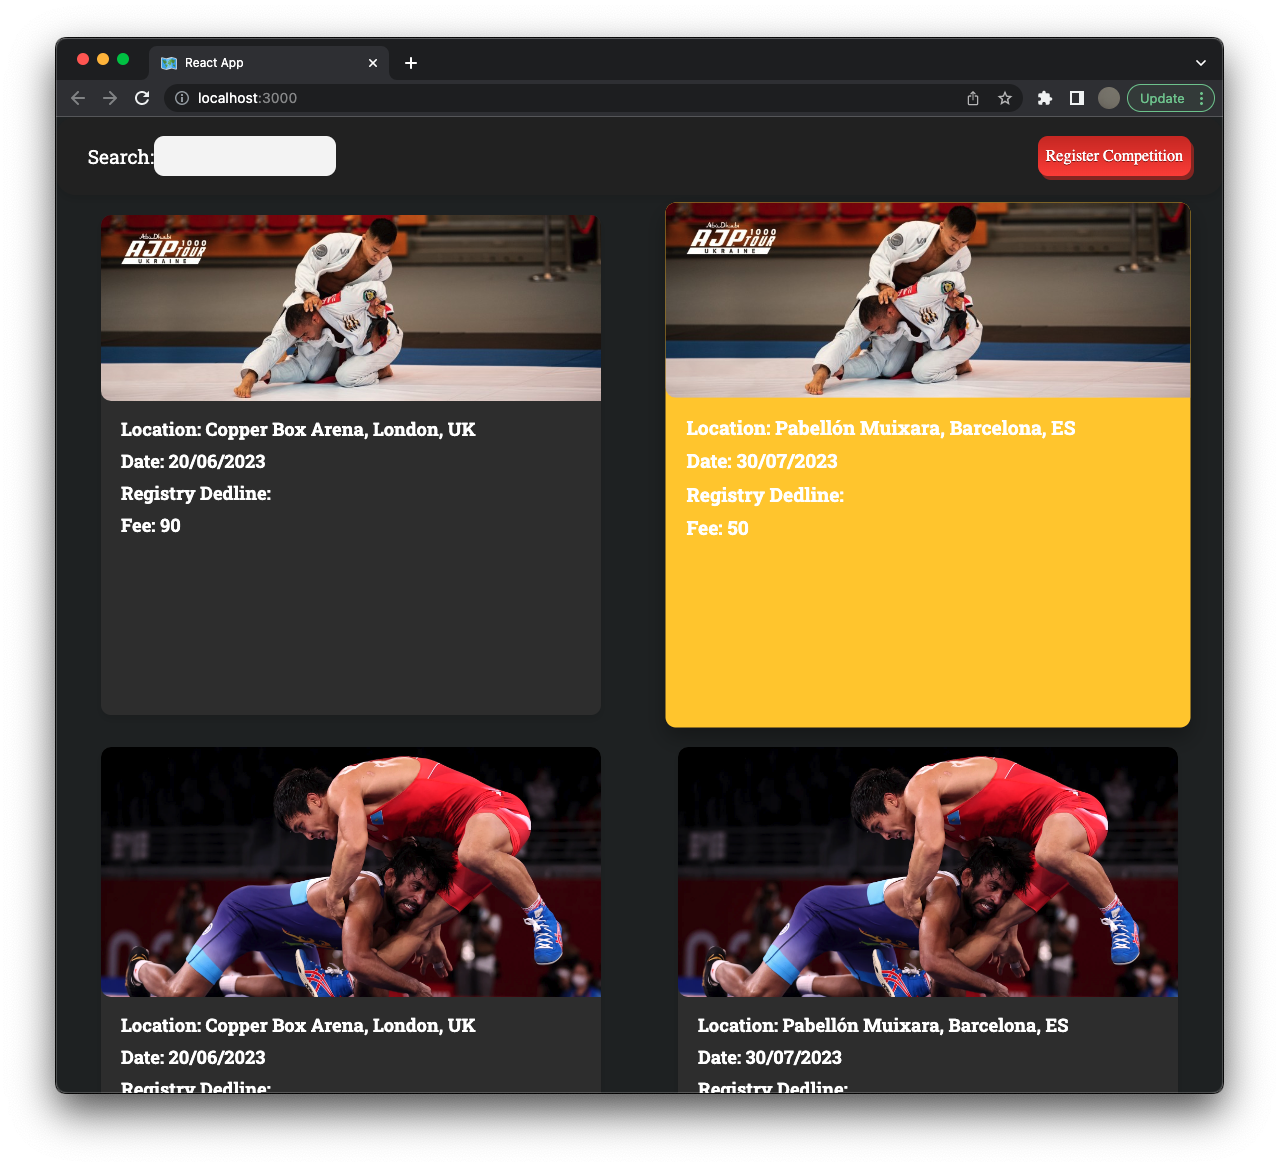 React App
localhost:3000
Update
Search:
Register Competition
Abu Dhabi
AJP TOUR 1000
UKRAINE
Location: Copper Box Arena, London, UK
Date: 20/06/2023
Registry Dedline:
Fee: 90
Abu Dhabi
AJP TOUR 1000
UKRAINE
Location: Pabellón Muixara, Barcelona, ES
Date: 30/07/2023
Registry Dedline:
Fee: 50
Location: Copper Box Arena, London, UK
Date: 20/06/2023
Registry Dedline:
Location: Pabellón Muixara, Barcelona, ES
Date: 30/07/2023
Registry Dedline: